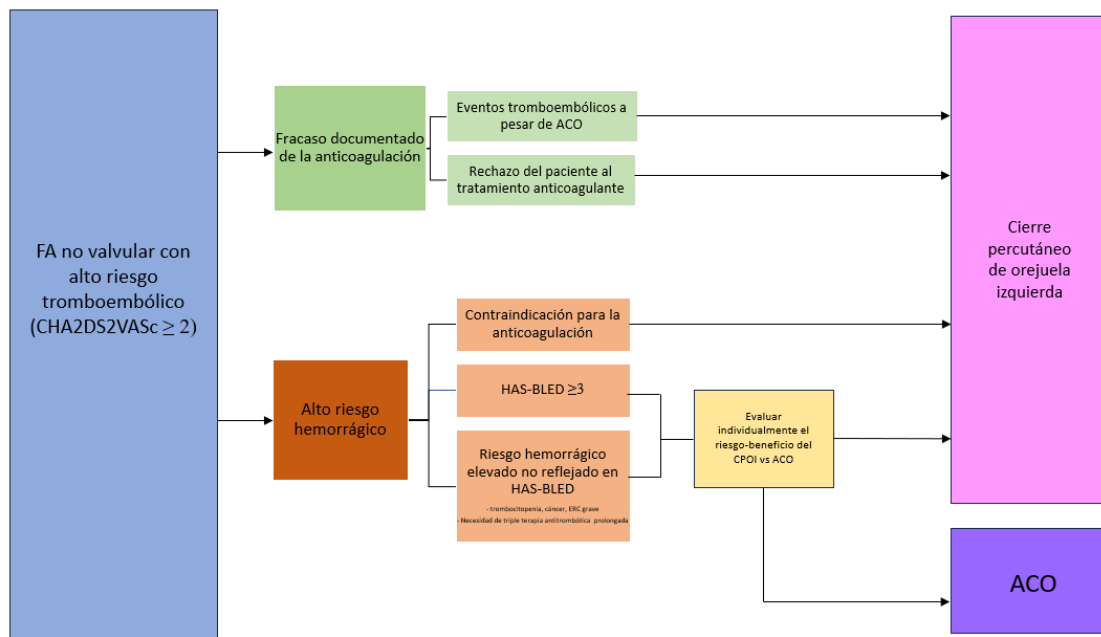 FA no valvular con
alto riesgo
tromboembólico
(CHA2DS2VASc ≥ 2)
Fracaso documentado
de la anticoagulación
Eventos tromboembólicos a
pesar de ACO
Rechazo del paciente al
tratamiento anticoagulante
Alto riesgo
hemorrágico
Contraindicación para la
anticoagulación
HAS-BLED ≥3
Riesgo hemorrágico
elevado no reflejado en
HAS-BLED
- trombocitopenia, cáncer, ERC grave
- Necesidad de triple terapia antitrombótica prolongada
Evaluar
individualmente el
riesgo-beneficio del
CPOI vs ACO
Cierre
percutáneo
de orejuela
izquierda
ACO